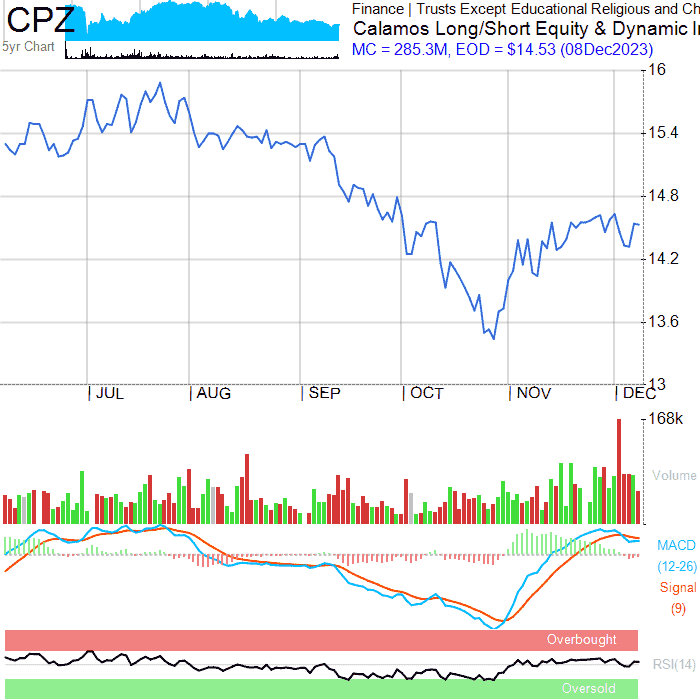 CPZ
5yr Chart
Finance | Trusts Except Educational Religious and Ch
Calamos Long/Short Equity & Dynamic I
MC = 285.3M, EOD = $14.53 (08Dec2023)
16
15.4
14.8
14.2
13.6
13
JUL AUG SEP OCT NOV DEC
168k
Volume
MACD
(12-26)
Signal
(9)
Overbought
RSI(14)
Oversold